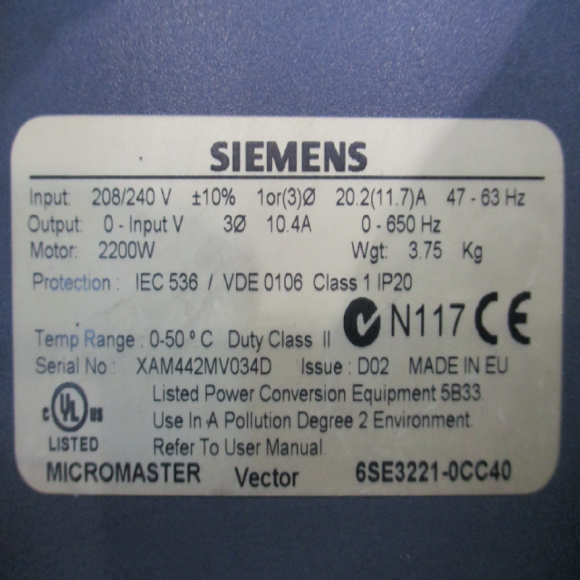 SIEMENS
Input: 208/240 V ±10% 1or(3)Ø 20.2(11.7)A 47 - 63 Hz
Output: 0 - Input V 3Ø 10.4A 0 - 650 Hz
Motor: 2200W Wgt: 3.75 Kg
Protection : IEC 536 / VDE 0106 Class 1 IP20
N117 CE
Temp Range : 0-50 ° C Duty Class II
Serial No : XAM442MV034D Issue : D02 MADE IN EU
c UL us LISTED
Listed Power Conversion Equipment 5B33
Use In A Pollution Degree 2 Environment
Refer To User Manual
MICROMASTER Vector 6SE3221-0CC40